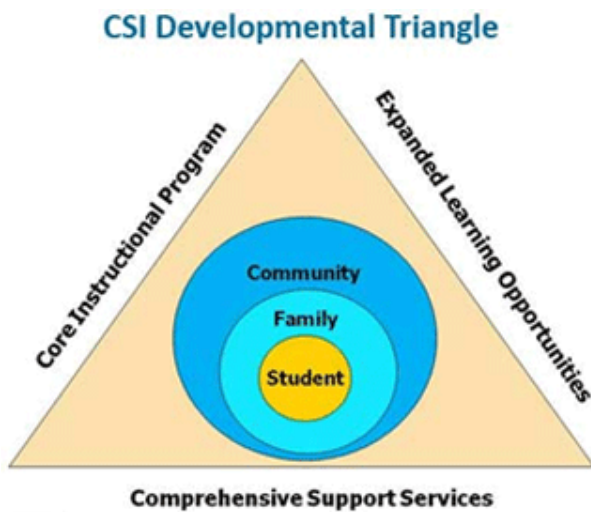 CSI Developmental Triangle
Core Instructional Program
Expanded Learning Opportunities
Community
Family
Student
Comprehensive Support Services